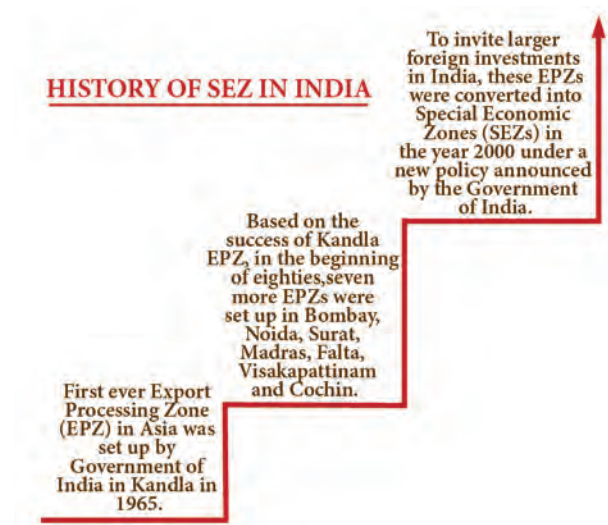 HISTORY OF SEZ IN INDIA
To invite larger
foreign investments
in India, these EPZs
were converted into
Special Economic
Zones (SEZs) in
the year 2000 under a
new policy announced
by the Government
of India.
Based on the
success of Kandla
EPZ, in the beginning
of eighties,seven
more EPZs were
set up in Bombay,
Noida, Surat,
Madras, Falta,
Visakapattinam
and Cochin.
First ever Export
Processing Zone
(EPZ) in Asia was
set up by
Government of
India in Kandla in
1965.